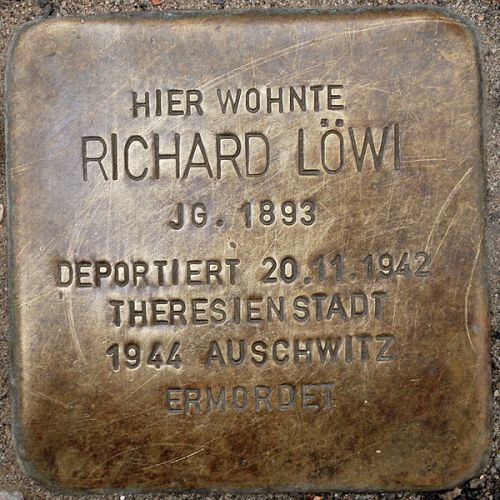 HIER WOHNTE
RICHARD LÖWI
JG. 1893
DEPORTIERT 20.11.1942
THERESIENSTADT
1944 AUSCHWITZ
ERMORDET